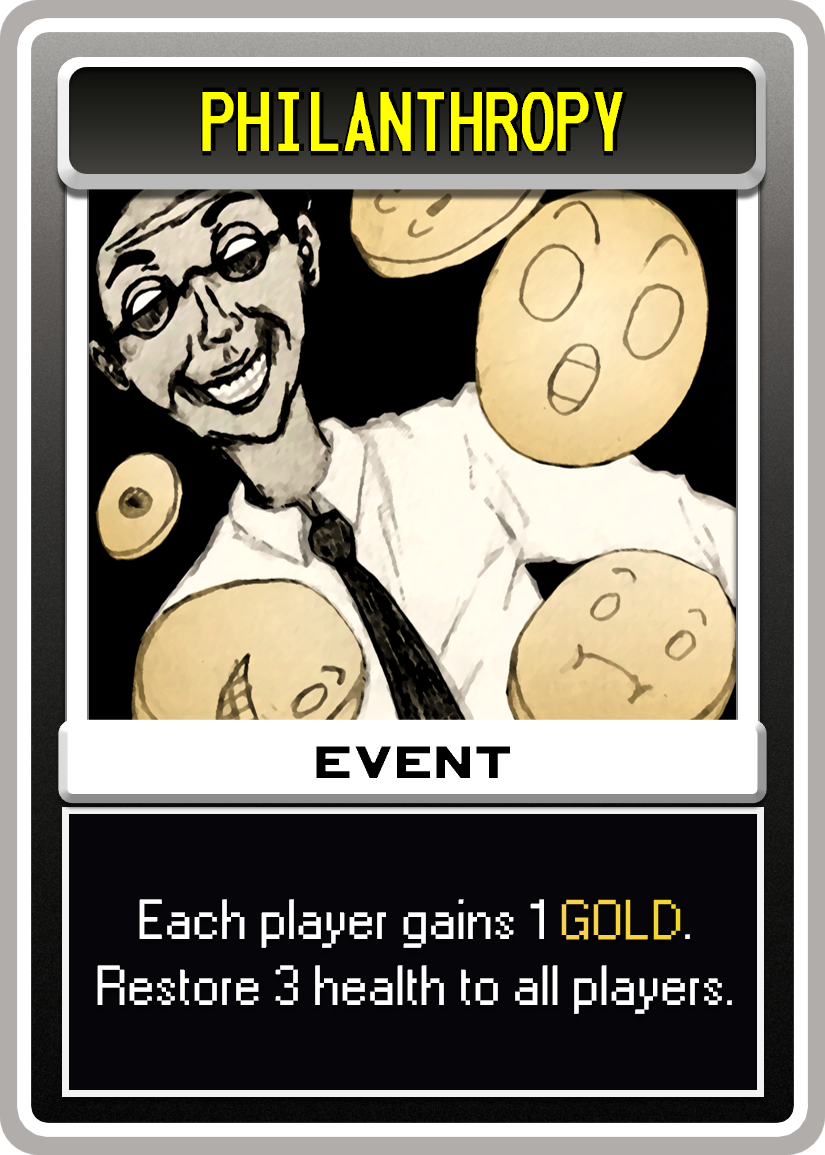 PHILANTHROPY
EVENT
Each player gains 1 GOLD.
Restore 3 health to all players.